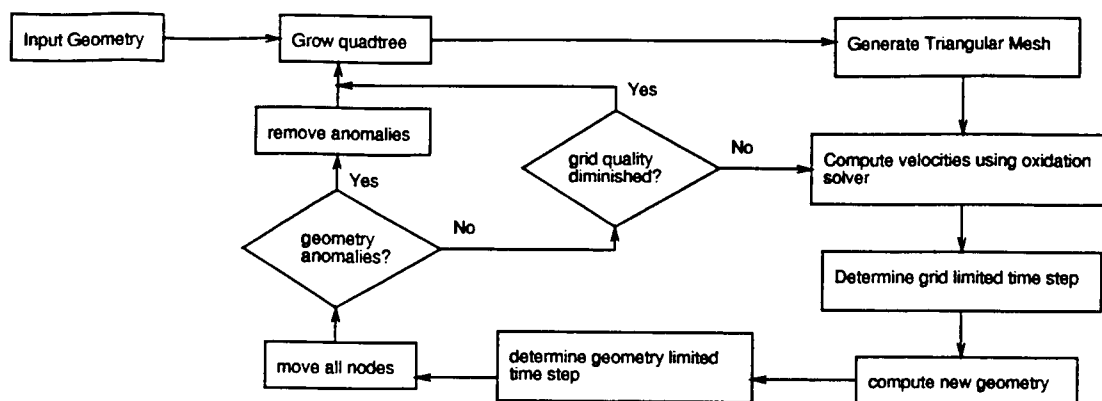 Input Geometry
Grow quadtree
Generate Triangular Mesh
Yes
remove anomalies
grid quality
diminished?
No
Compute velocities using oxidation
solver
Yes
No
geometry
anomalies?
Determine grid limited time step
move all nodes
determine geometry limited
time step
compute new geometry